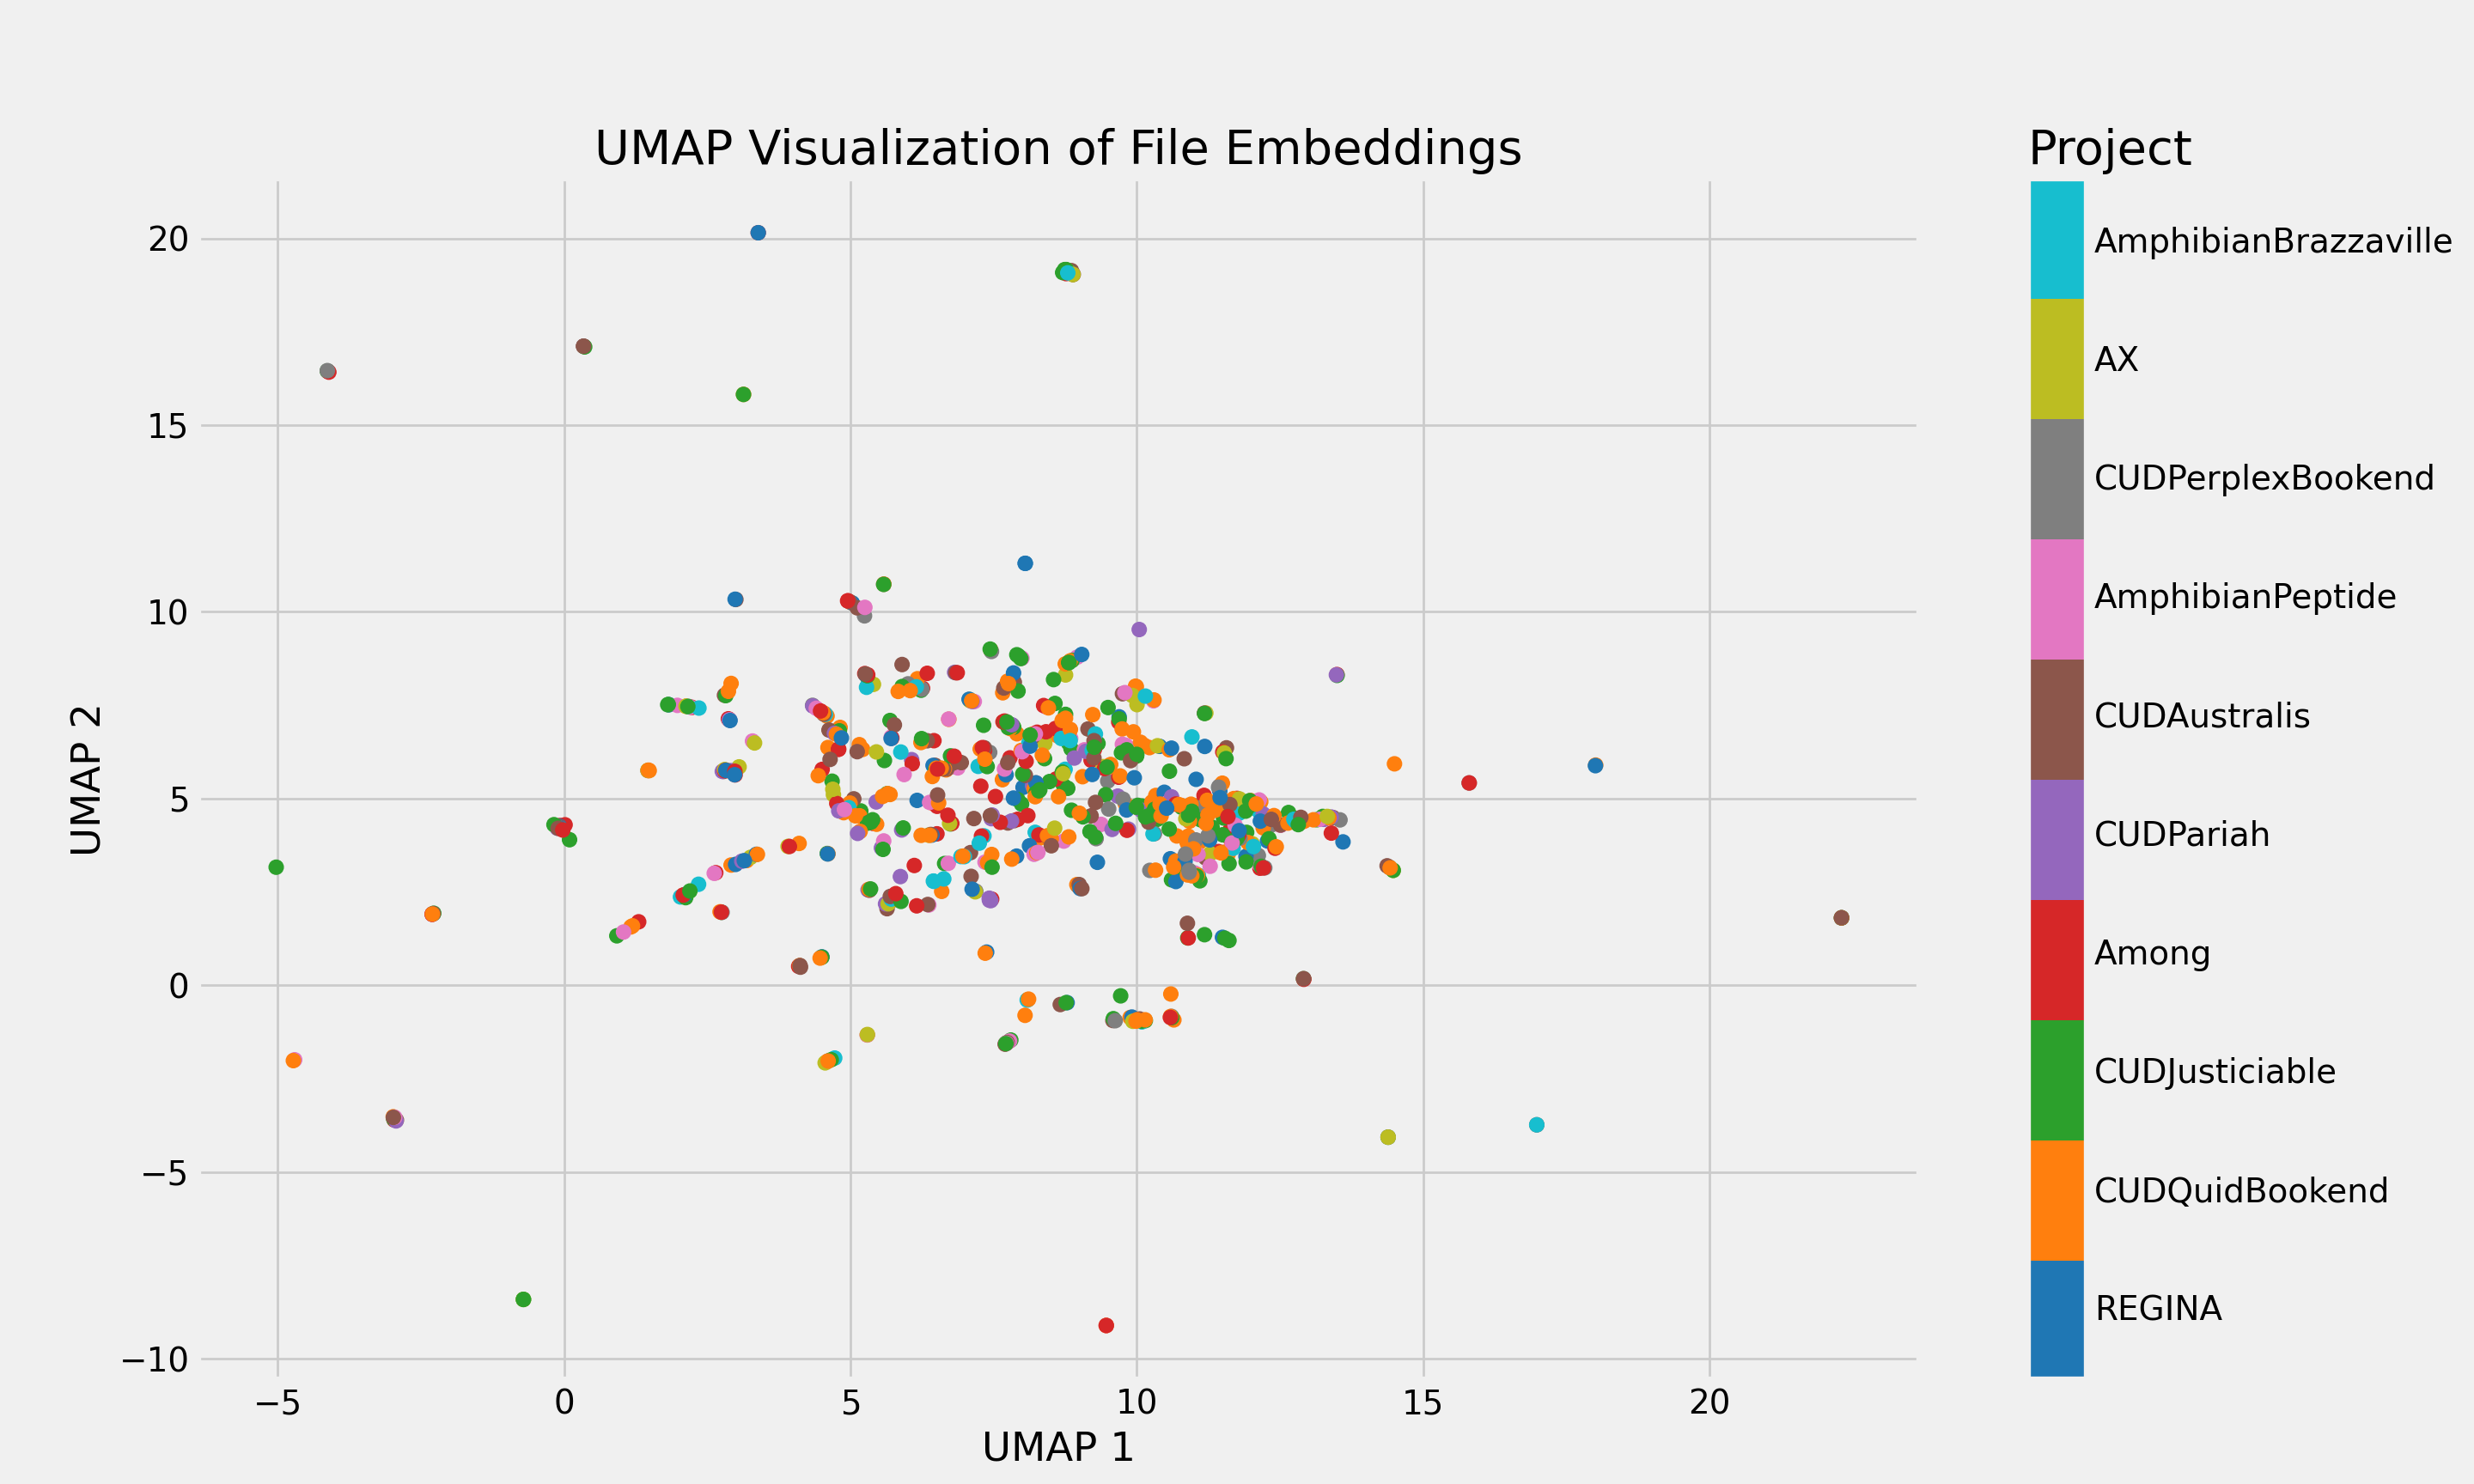 UMAP Visualization of File Embeddings
Project
AmphibianBrazzaville
AX
CUDPerplexBookend
AmphibianPeptide
CUDAustralis
CUDPariah
Among
CUDJusticiable
CUDQuidBookend
REGINA
20
15
10
5
0
−5
−10
UMAP 2
−5 0 5 10 15 20
UMAP 1